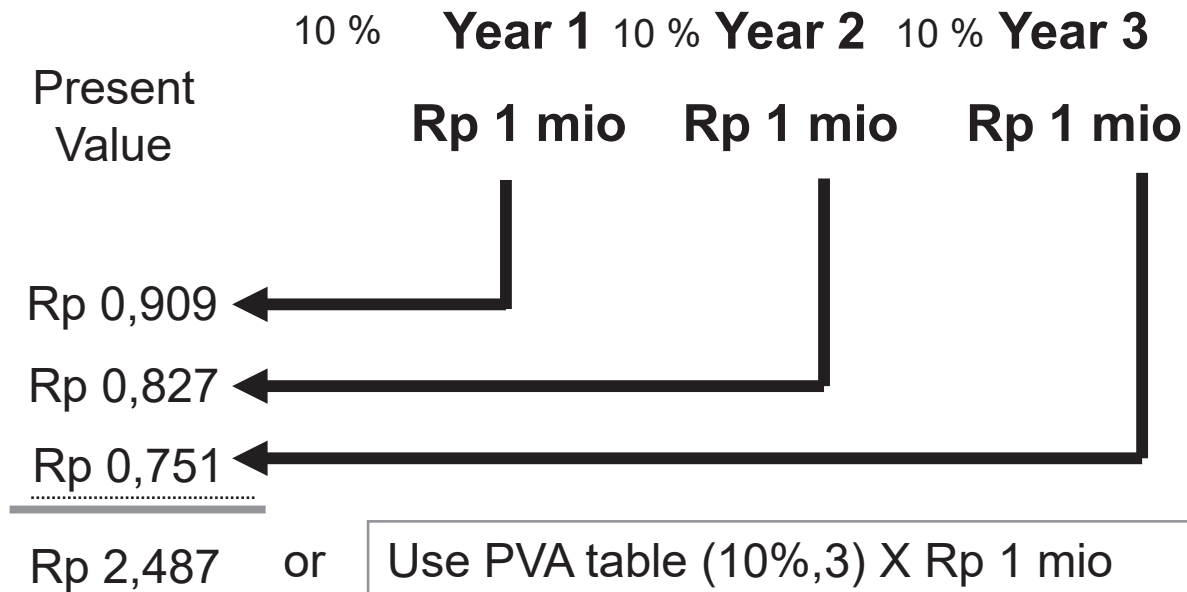 10 % Year 1 10 % Year 2 10 % Year 3
Present
Value
Rp 1 mio Rp 1 mio Rp 1 mio
Rp 0,909
Rp 0,827
Rp 0,751
Rp 2,487 or Use PVA table (10%,3) X Rp 1 mio